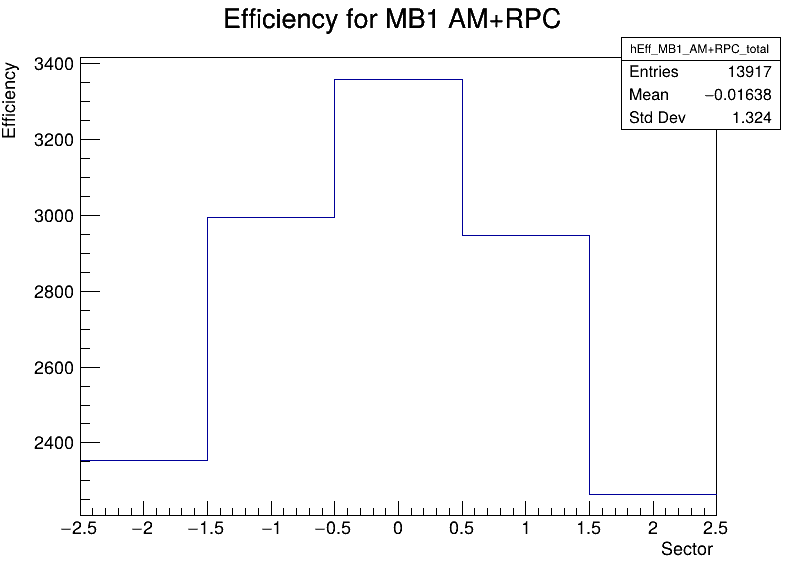 Efficiency for MB1 AM+RPC
hEff_MB1_AM+RPC_total
Entries 13917
Mean −0.01638
Std Dev 1.324
Efficiency
3400
3200
3000
2800
2600
2400
−2.5 −2 −1.5 −1 −0.5 0 0.5 1 1.5 2 2.5
Sector